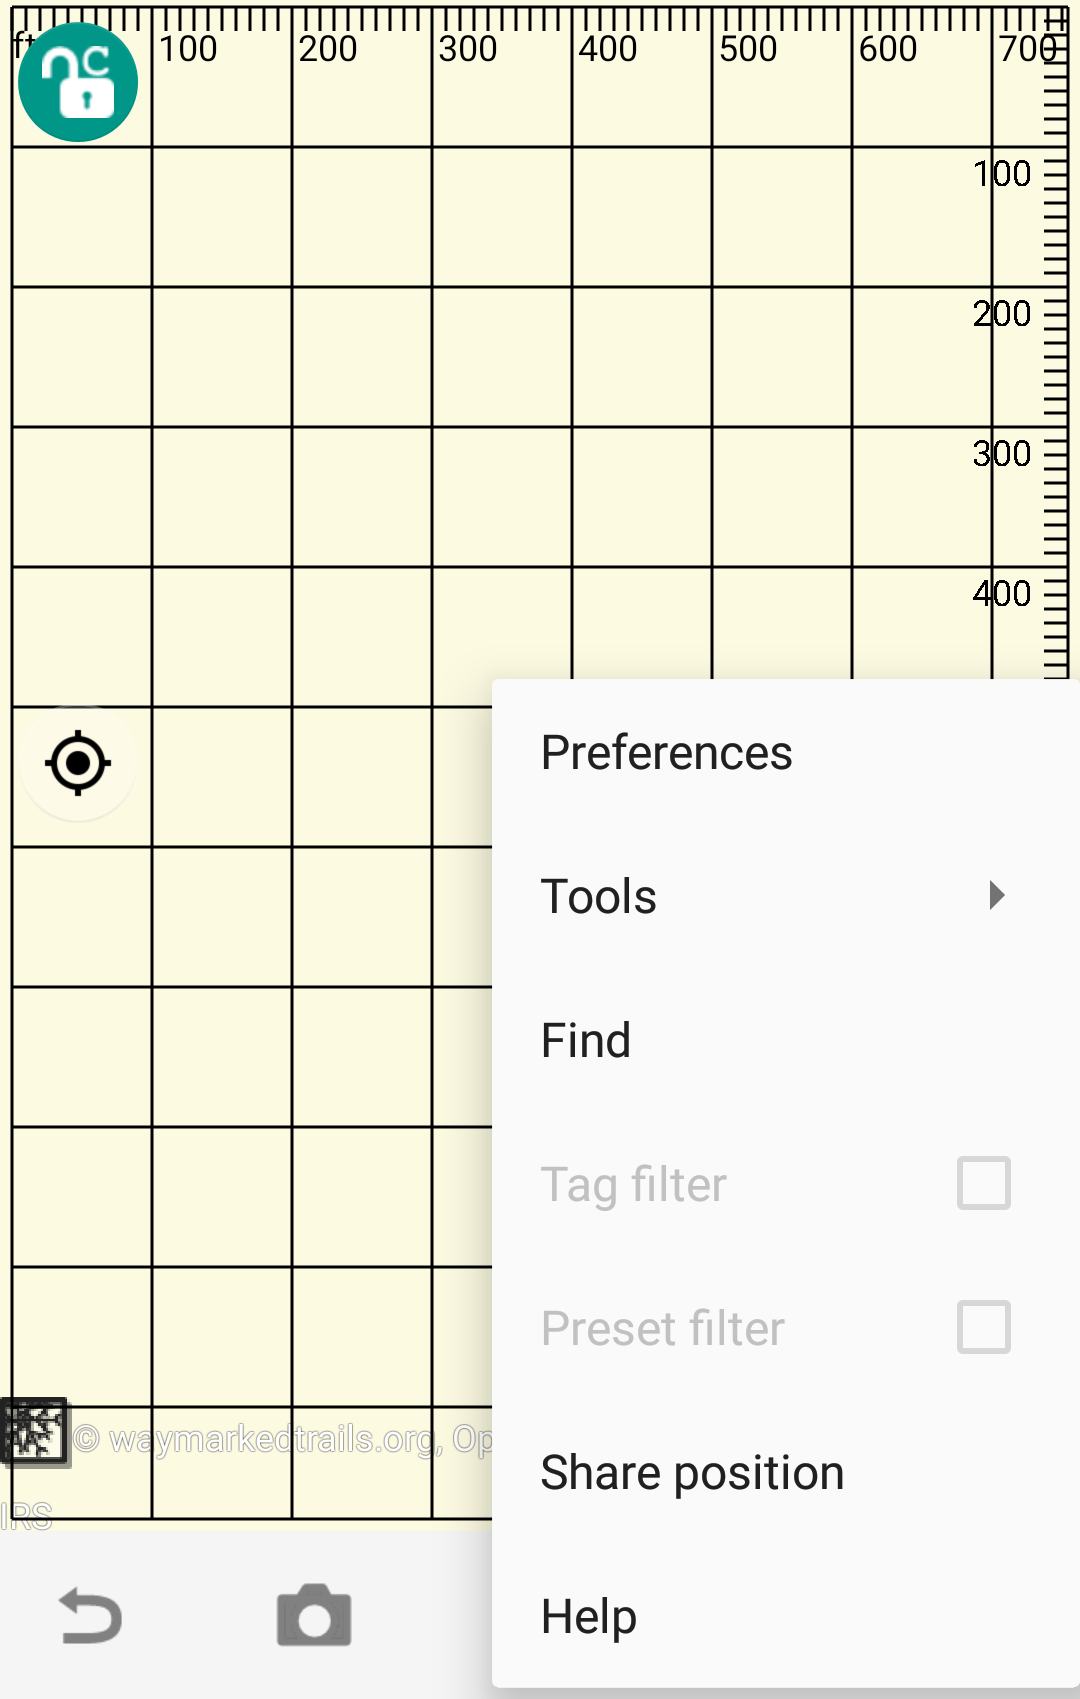 ft 100 200 300 400 500 600 700
C
100
200
300
400
Preferences
Tools
Find
Tag filter
Preset filter
© waymarkedtrails.org, Op
Share position
IRS
Help